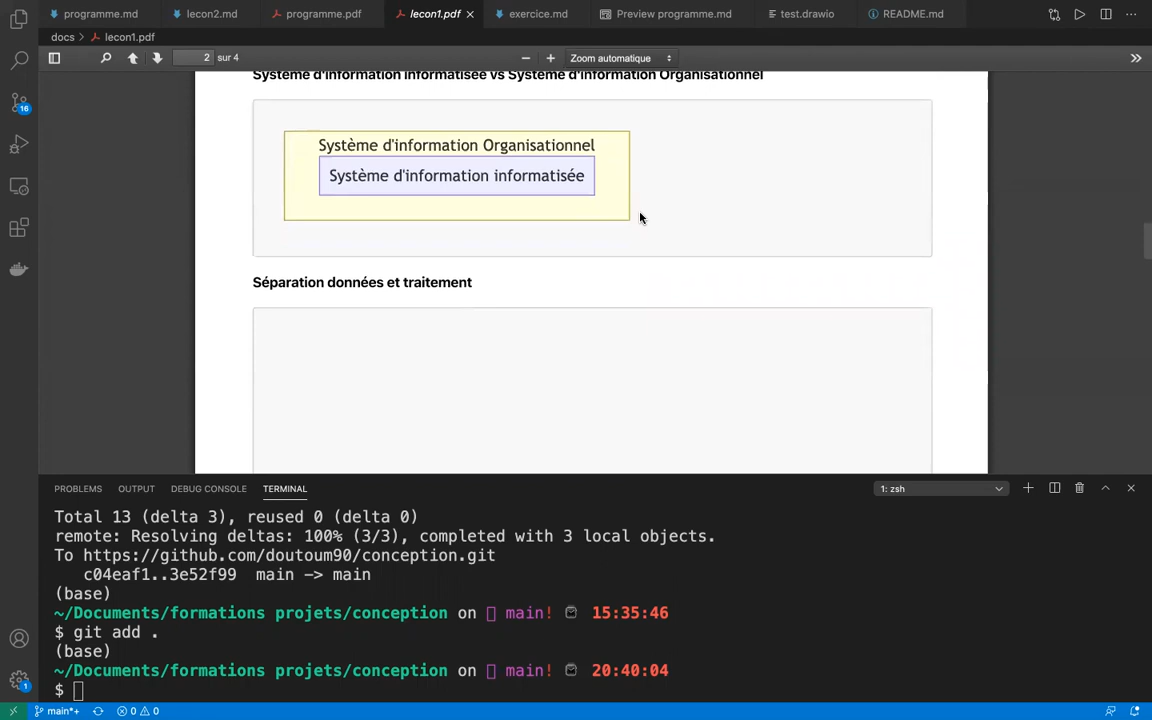 programme.md
lecon2.md
programme.pdf
lecon1.pdf
exercice.md
Preview programme.md
test.drawio
README.md
docs > lecon1.pdf
2 sur 4
Zoom automatique
Système d'information informatisée vs Système d'information Organisationnel
Système d'information Organisationnel
Système d'information informatisée
Séparation données et traitement
PROBLEMS OUTPUT DEBUG CONSOLE TERMINAL
1: zsh
Total 13 (delta 3), reused 0 (delta 0)
remote: Resolving deltas: 100% (3/3), completed with 3 local objects.
To https://github.com/doutoum90/conception.git
c04eaf1..3e52f99 main -> main
(base)
~/Documents/formations projets/conception on main! 15:35:46
$ git add .
(base)
~/Documents/formations projets/conception on main! 20:40:04
$
16
1
main*+ 0 0